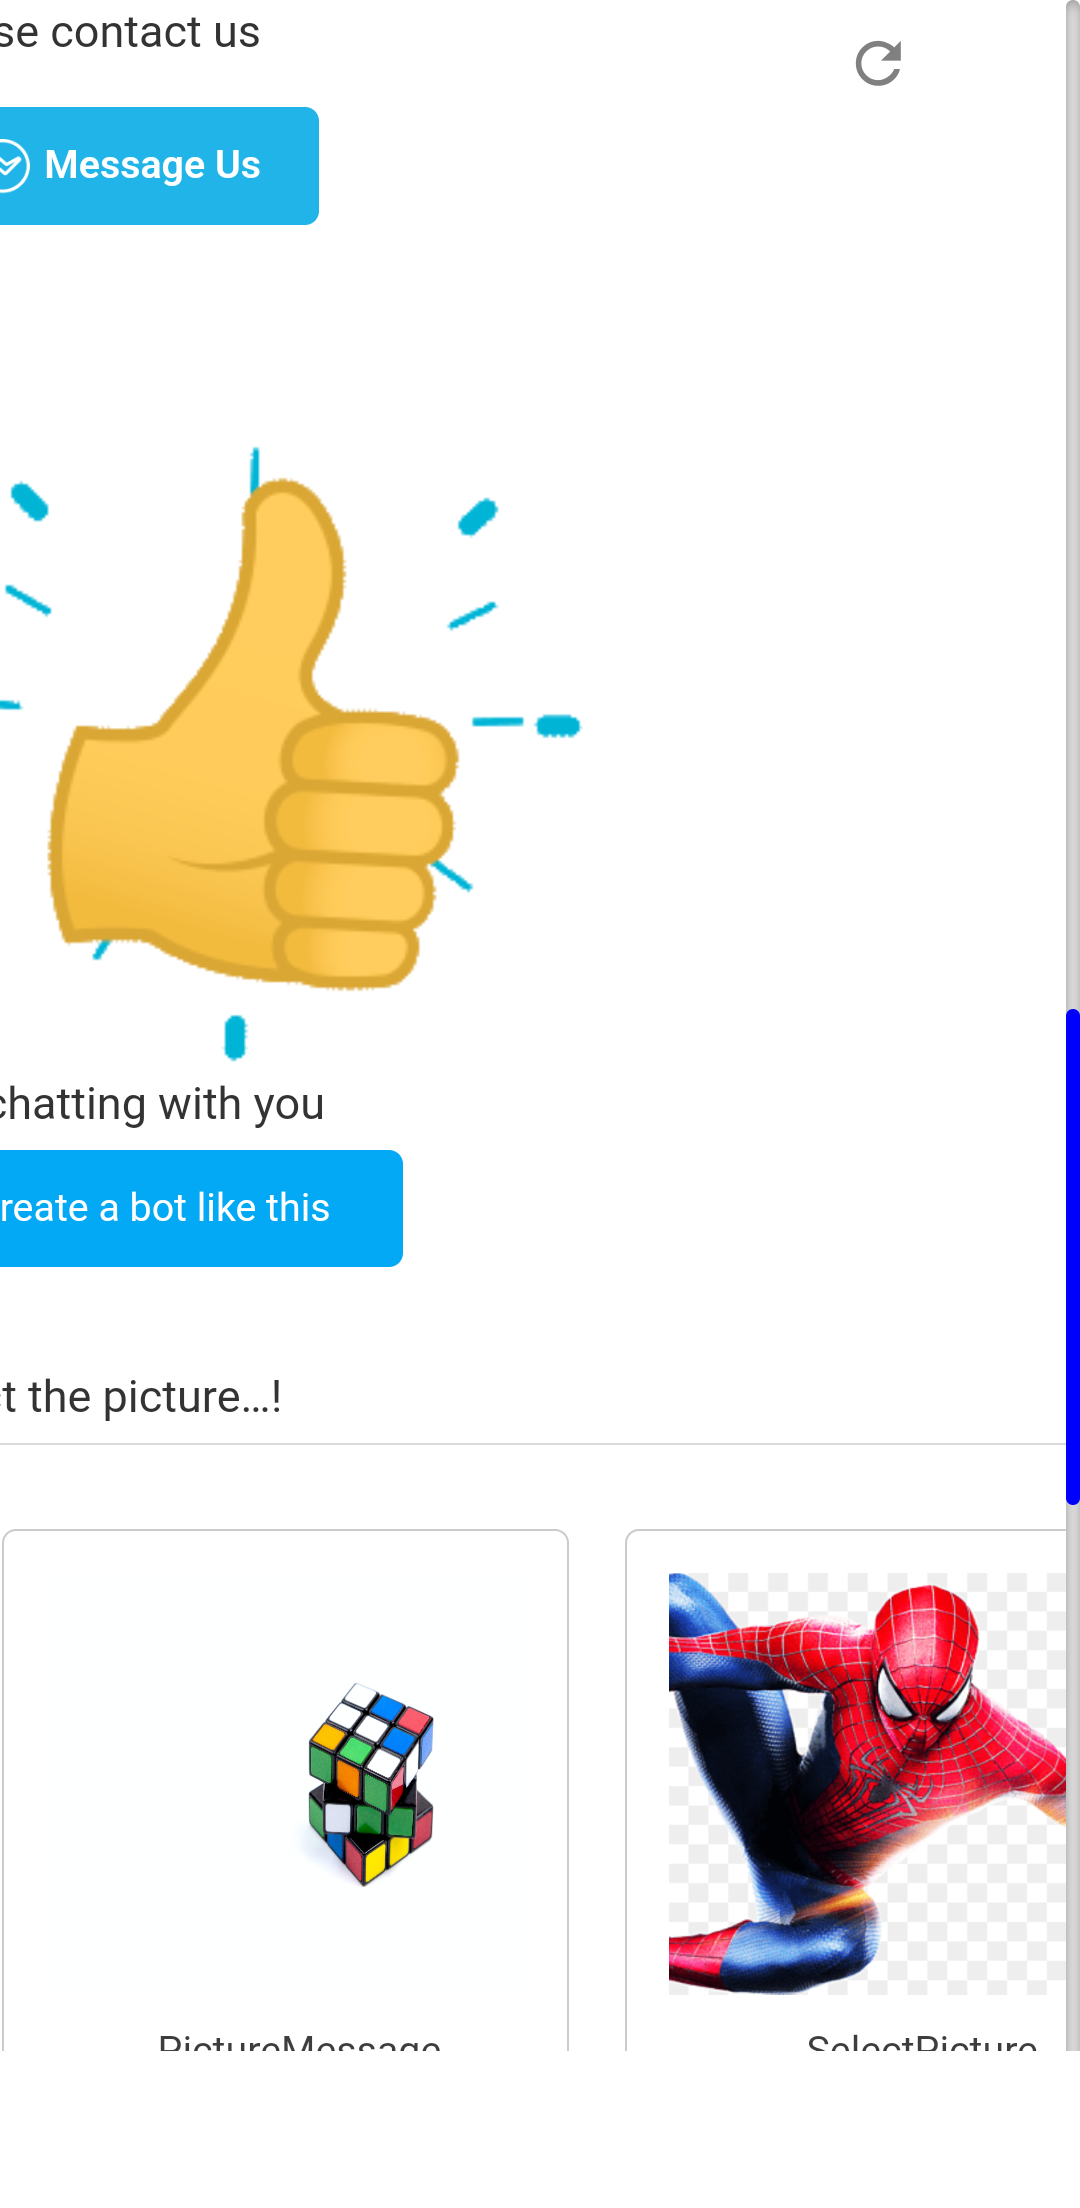 se contact us
Message Us
chatting with you
reate a bot like this
t the picture...!
PictureMessage
SelectPicture